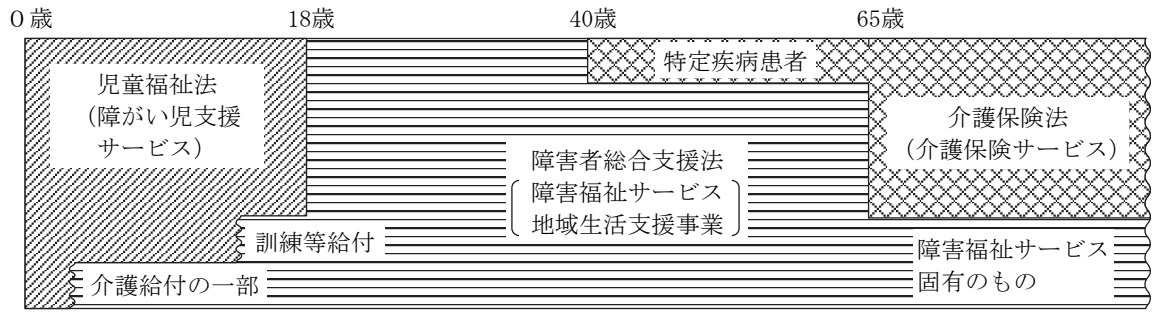 0歳
18歳
40歳
65歳
児童福祉法
（障がい児支援
サービス）
特定疾病患者
介護保険法
（介護保険サービス）
障害者総合支援法
障害福祉サービス
地域生活支援事業
訓練等給付
介護給付の一部
障害福祉サービス
固有のもの